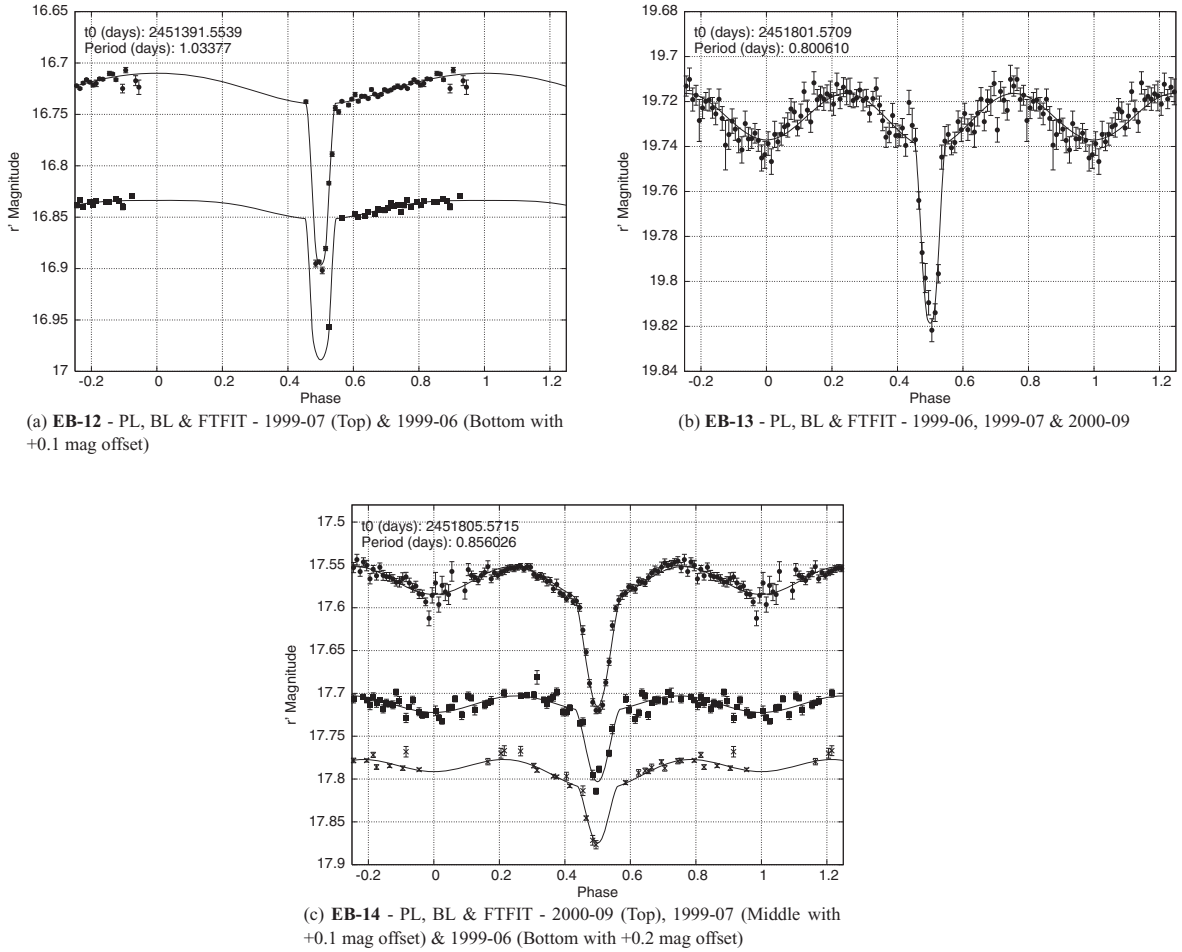 16.65
16.7
16.75
16.8
16.85
16.9
16.95
17
r' Magnitude
t0 (days): 2451391.5539
Period (days): 1.03377
-0.2 0 0.2 0.4 0.6 0.8 1 1.2
Phase
(a) EB-12 - PL, BL & FTFIT - 1999-07 (Top) & 1999-06 (Bottom with
+0.1 mag offset)
19.68
19.7
19.72
19.74
19.76
19.78
19.8
19.82
19.84
r' Magnitude
t0 (days): 2451801.5709
Period (days): 0.800610
-0.2 0 0.2 0.4 0.6 0.8 1 1.2
Phase
(b) EB-13 - PL, BL & FTFIT - 1999-06, 1999-07 & 2000-09
17.5
17.55
17.6
17.65
17.7
17.75
17.8
17.85
17.9
r' Magnitude
t0 (days): 2451805.5715
Period (days): 0.856026
-0.2 0 0.2 0.4 0.6 0.8 1 1.2
Phase
(c) EB-14 - PL, BL & FTFIT - 2000-09 (Top), 1999-07 (Middle with
+0.1 mag offset) & 1999-06 (Bottom with +0.2 mag offset)